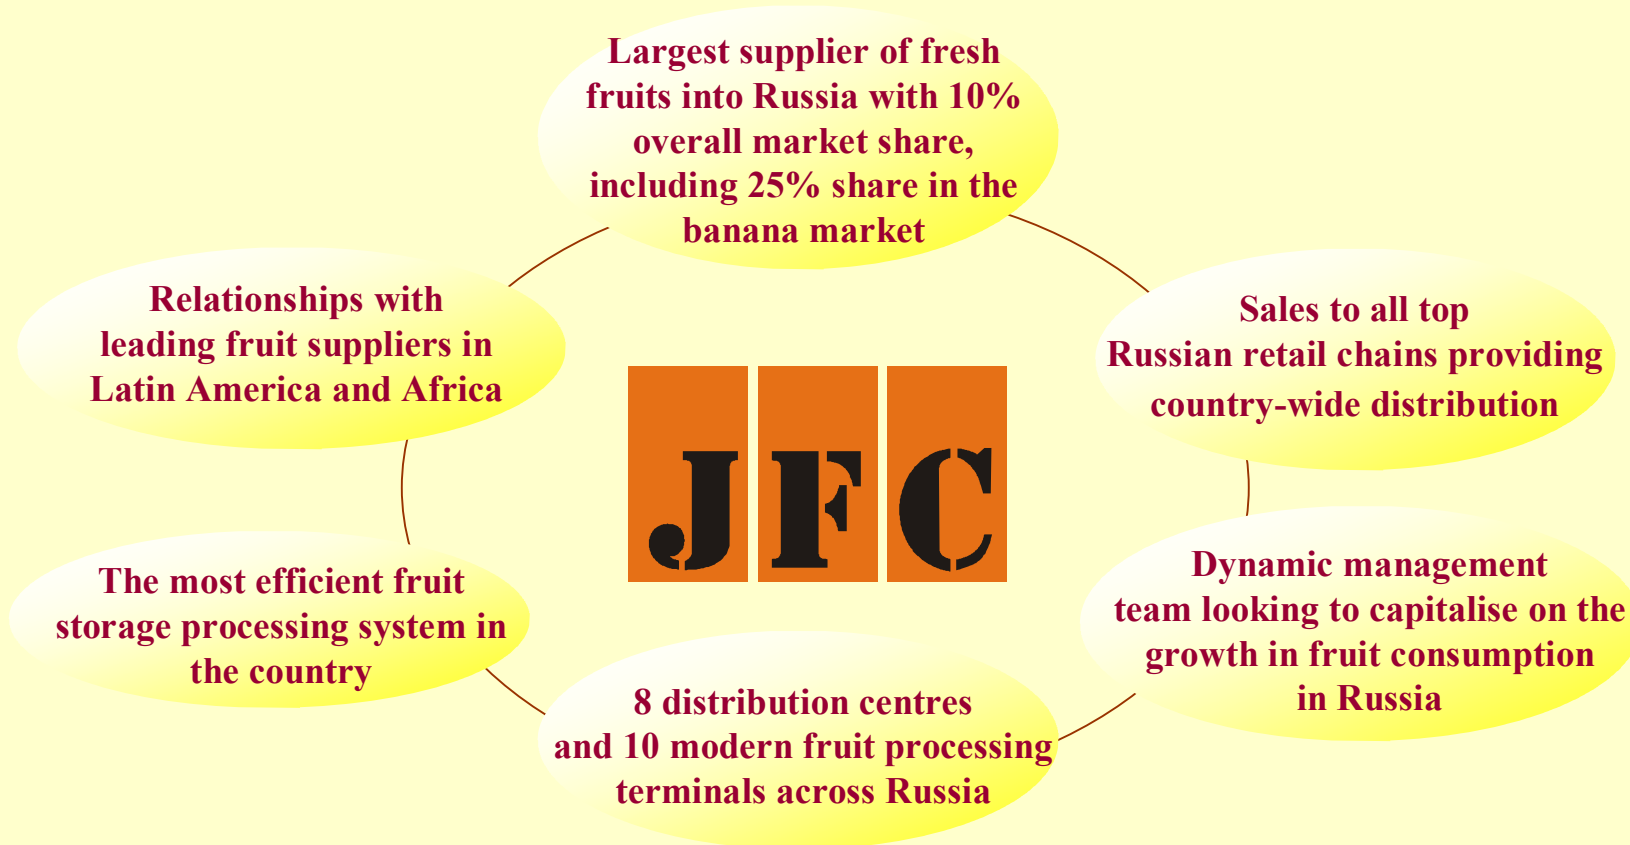 Largest supplier of fresh
fruits into Russia with 10%
overall market share,
including 25% share in the
banana market
Relationships with
leading fruit suppliers in
Latin America and Africa
Sales to all top
Russian retail chains providing
country-wide distribution
JFC
The most efficient fruit
storage processing system in
the country
Dynamic management
team looking to capitalise on the
growth in fruit consumption
in Russia
8 distribution centres
and 10 modern fruit processing
terminals across Russia